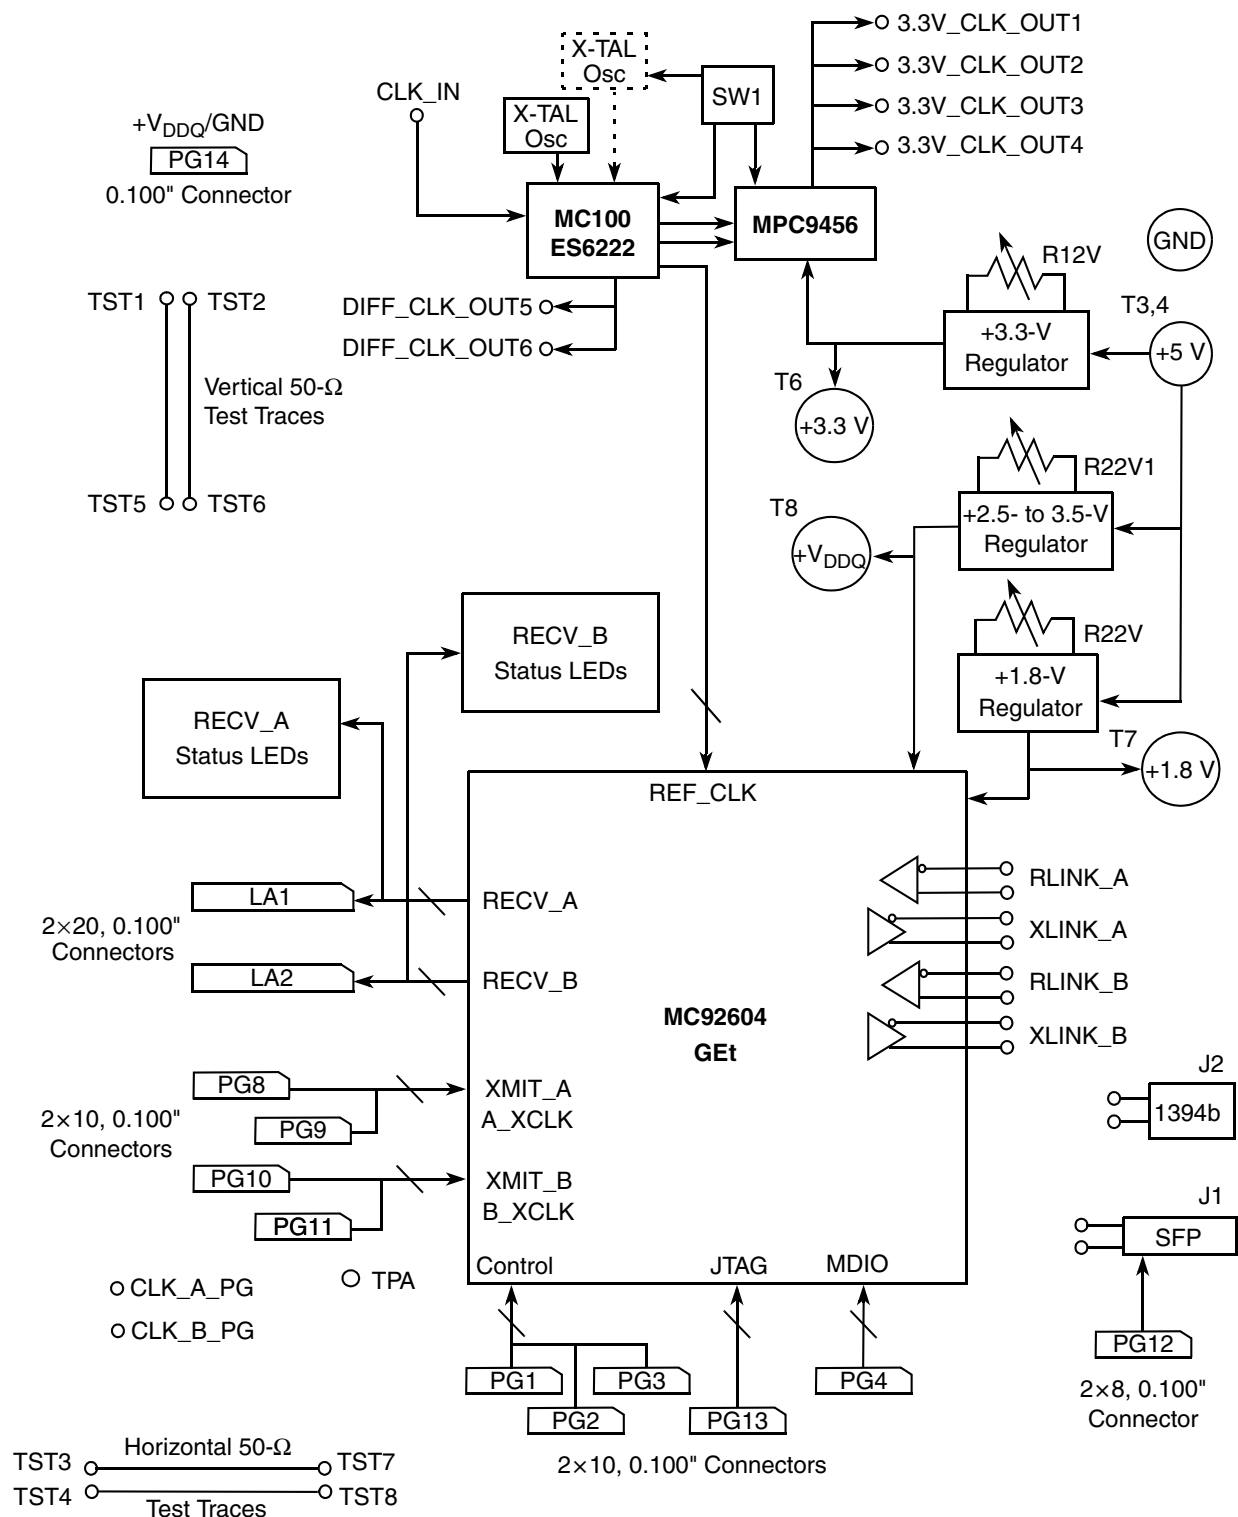 3.3V_CLK_OUT1
3.3V_CLK_OUT2
3.3V_CLK_OUT3
3.3V_CLK_OUT4
X-TAL
Osc
SW1
CLK_IN
X-TAL
Osc
+VDDQ/GND
PG14
0.100" Connector
MC100
ES6222
MPC9456
GND
R12V
T3,4
+3.3-V
Regulator
+5 V
TST1
TST2
DIFF_CLK_OUT5
DIFF_CLK_OUT6
Vertical 50-Ω
Test Traces
T6
+3.3 V
R22V1
TST5
TST6
T8
+VDDQ
+2.5- to 3.5-V
Regulator
R22V
+1.8-V
Regulator
T7
+1.8 V
RECV_B
Status LEDs
RECV_A
Status LEDs
REF_CLK
LA1
RECV_A
2×20, 0.100"
Connectors
LA2
RECV_B
RLINK_A
XLINK_A
RLINK_B
XLINK_B
MC92604
GEt
PG8
XMIT_A
A_XCLK
PG9
2×10, 0.100"
Connectors
PG10
XMIT_B
B_XCLK
PG11
J2
1394b
J1
SFP
Control
JTAG
MDIO
CLK_A_PG
TPA
CLK_B_PG
PG1
PG3
PG2
PG13
PG4
PG12
2×8, 0.100"
Connector
2×10, 0.100" Connectors
Horizontal 50-Ω
TST3
TST7
TST4
TST8
Test Traces